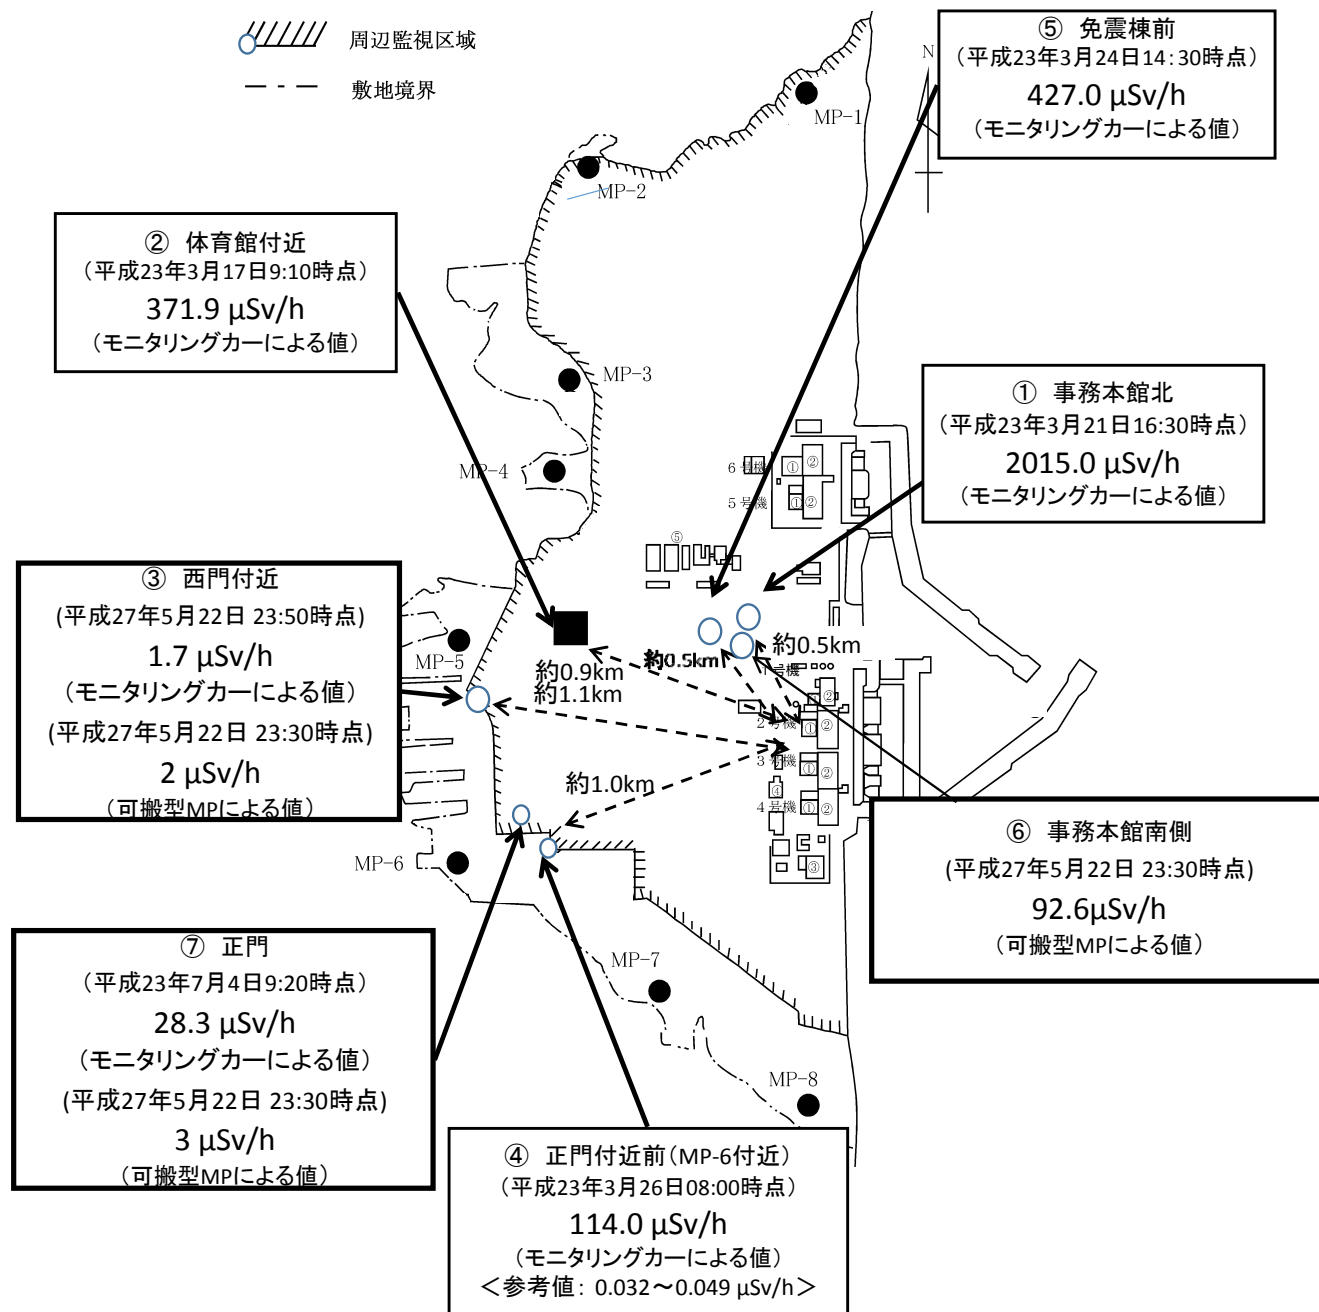 周辺監視区域
敷地境界
⑤ 免震棟前
(平成23年3月24日14:30時点)
427.0 μSv/h
(モニタリングカーによる値)
N
MP-1
MP-2
② 体育館付近
(平成23年3月17日9:10時点)
371.9 μSv/h
(モニタリングカーによる値)
MP-3
① 事務本館北
(平成23年3月21日16:30時点)
2015.0 μSv/h
(モニタリングカーによる値)
MP-4
6号機
①
②
5号機
①
②
⑤
③ 西門付近
(平成27年5月22日 23:50時点)
1.7 μSv/h
(モニタリングカーによる値)
(平成27年5月22日 23:30時点)
2 μSv/h
(可搬型MPによる値)
MP-5
約0.9km
約1.1km
約0.5km
約0.5km
1号機
②
2号機
①
②
3号機
①
②
④
4号機
①
②
③
約1.0km
MP-6
⑥ 事務本館南側
(平成27年5月22日 23:30時点)
92.6μSv/h
(可搬型MPによる値)
⑦ 正門
(平成23年7月4日9:20時点)
28.3 μSv/h
(モニタリングカーによる値)
(平成27年5月22日 23:30時点)
3 μSv/h
(可搬型MPによる値)
MP-7
MP-8
④ 正門付近前(MP-6付近)
(平成23年3月26日08:00時点)
114.0 μSv/h
(モニタリングカーによる値)
<参考値: 0.032～0.049 μSv/h>